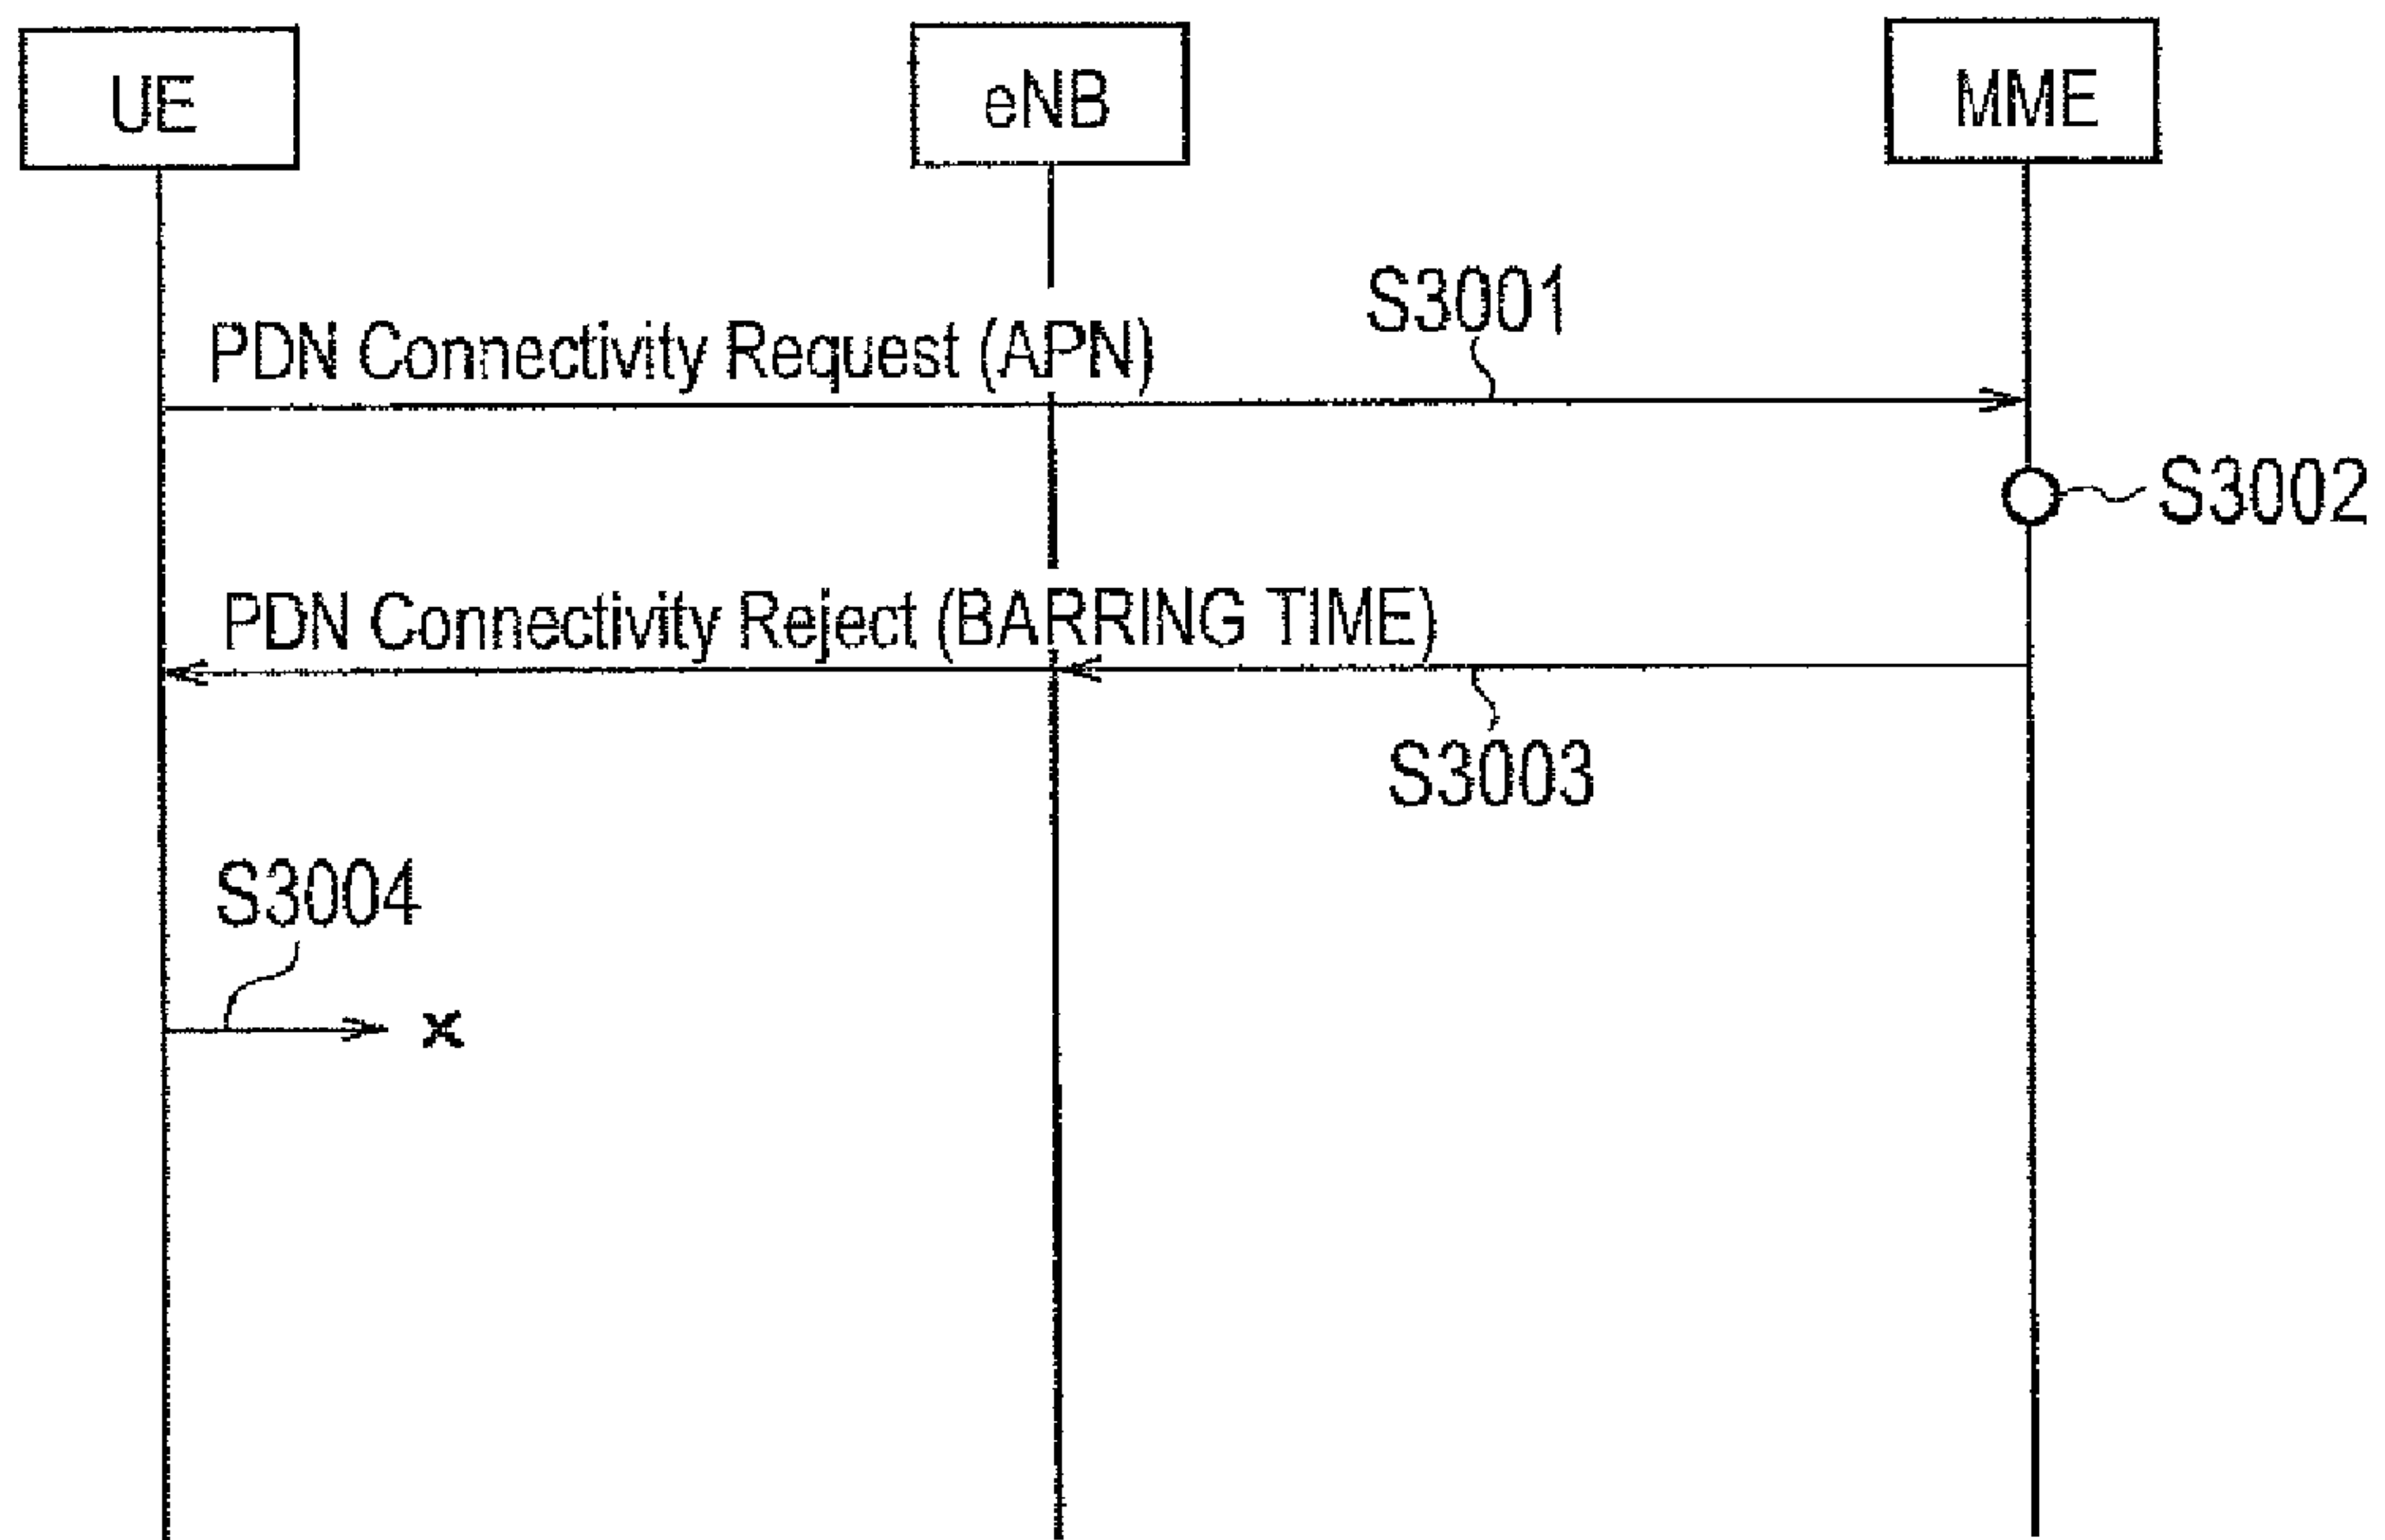 UE
eNB
MME
S3001
PDN Connectivity Request (APN)
S3002
PDN Connectivity Reject (BARRING TIME)
S3003
S3004
x